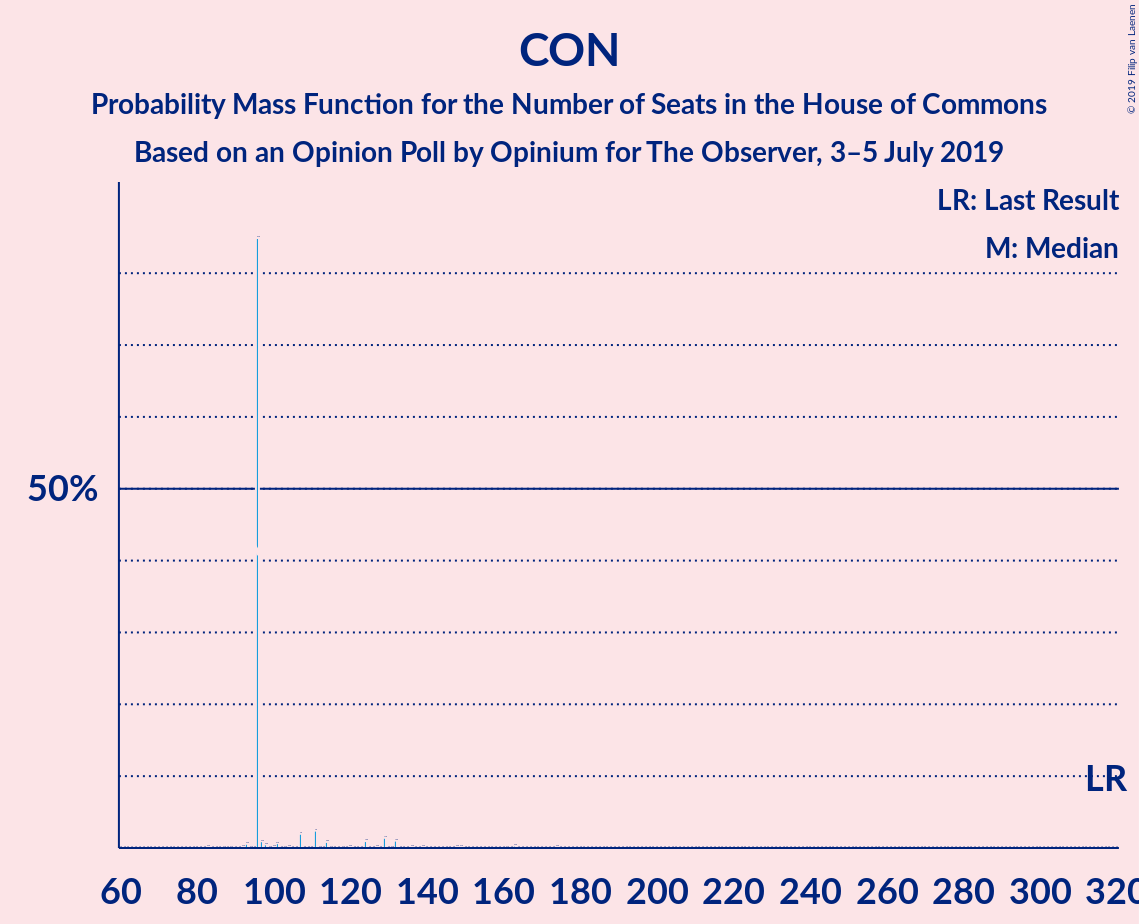 CON
Probability Mass Function for the Number of Seats in the House of Commons
Based on an Opinion Poll by Opinium for The Observer, 3–5 July 2019
© 2019 Filip van Laenen
LR: Last Result
M: Median
50%
LR
60 80 100 120 140 160 180 200 220 240 260 280 300 320